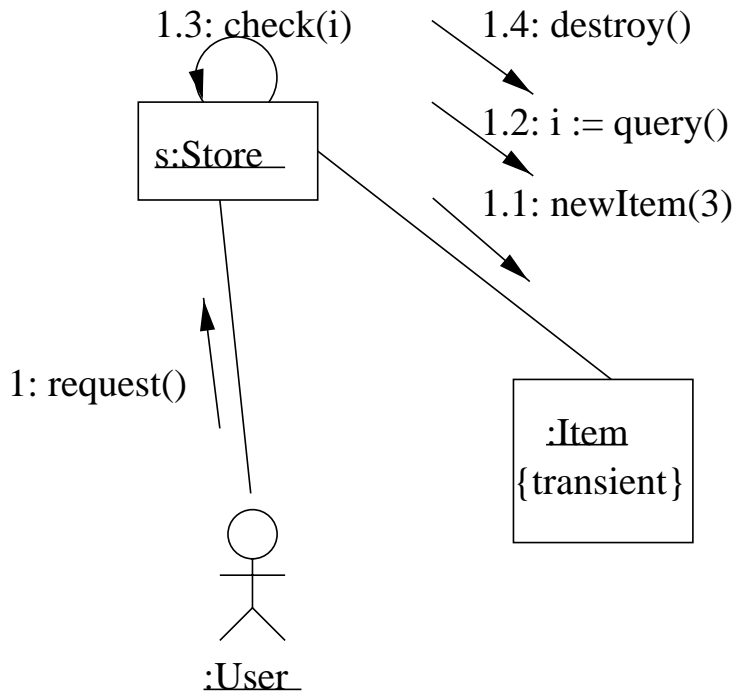 1.3: check(i)
1.4: destroy()
1.2: i := query()
s:Store
1.1: newItem(3)
1: request()
:Item
{transient}
:User